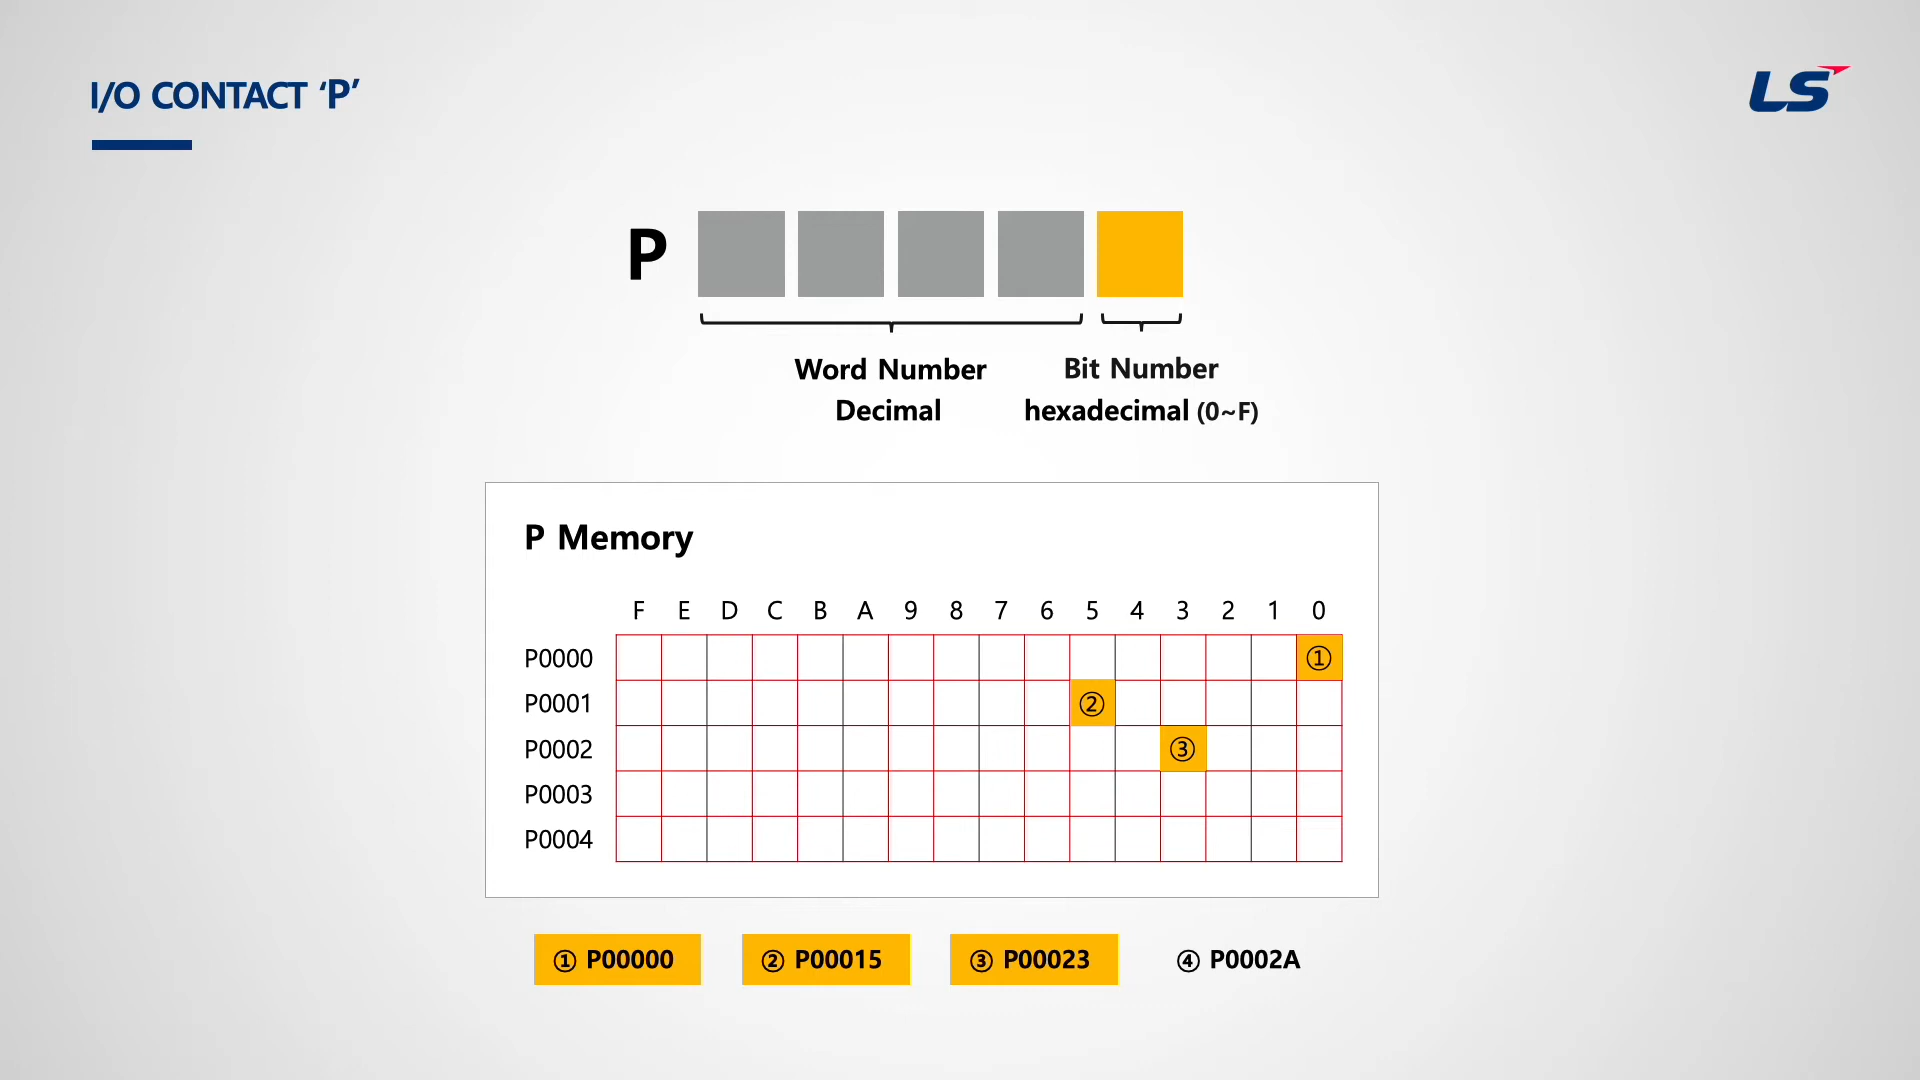 I/O CONTACT ‘P’
LS
P
Word Number
Decimal
Bit Number
hexadecimal (0~F)
P Memory
F E D C B A 9 8 7 6 5 4 3 2 1 0
P0000 ①
P0001 ②
P0002 ③
P0003
P0004
① P00000 ② P00015 ③ P00023 ④ P0002A